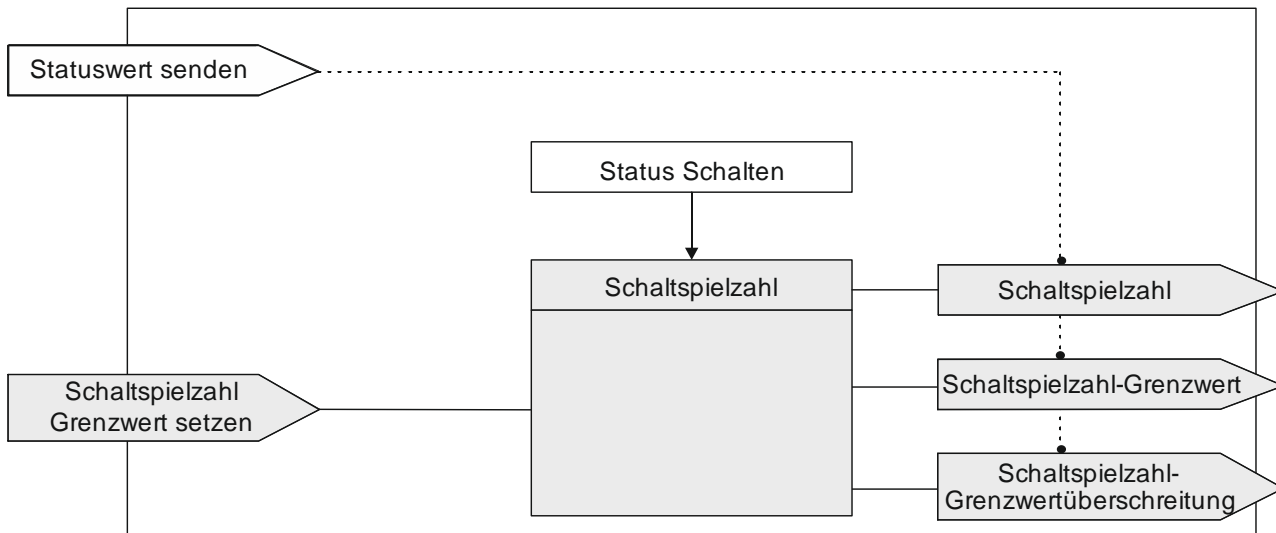 Statuswert senden
Status Schalten
Schaltspielzahl
Schaltspielzahl
Schaltspielzahl
Grenzwert setzen
Schaltspielzahl-Grenzwert
Schaltspielzahl-
Grenzwertüberschreitung